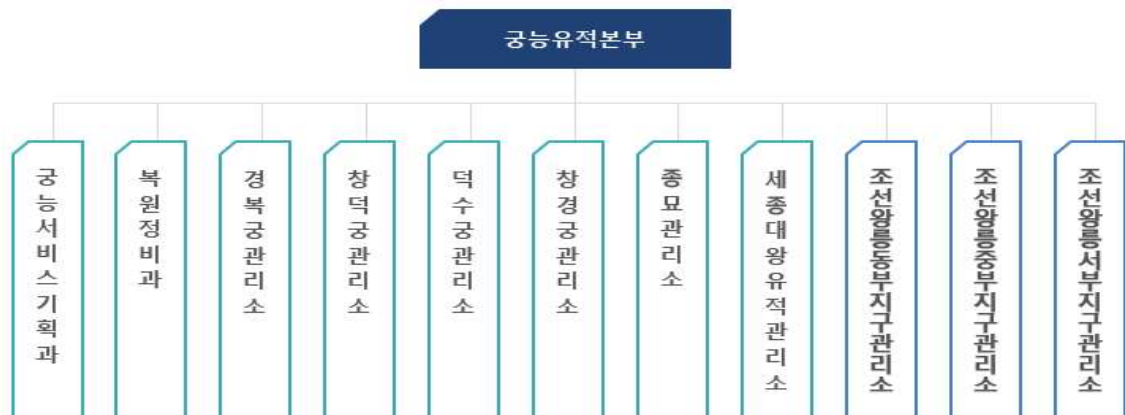 궁능유적본부
궁능서비스기획과
복원정비과
경복궁관리소
창덕궁관리소
덕수궁관리소
창경궁관리소
종묘관리소
세종대왕유적관리소
조선왕릉동부지구관리소
조선왕릉중부지구관리소
조선왕릉서부지구관리소